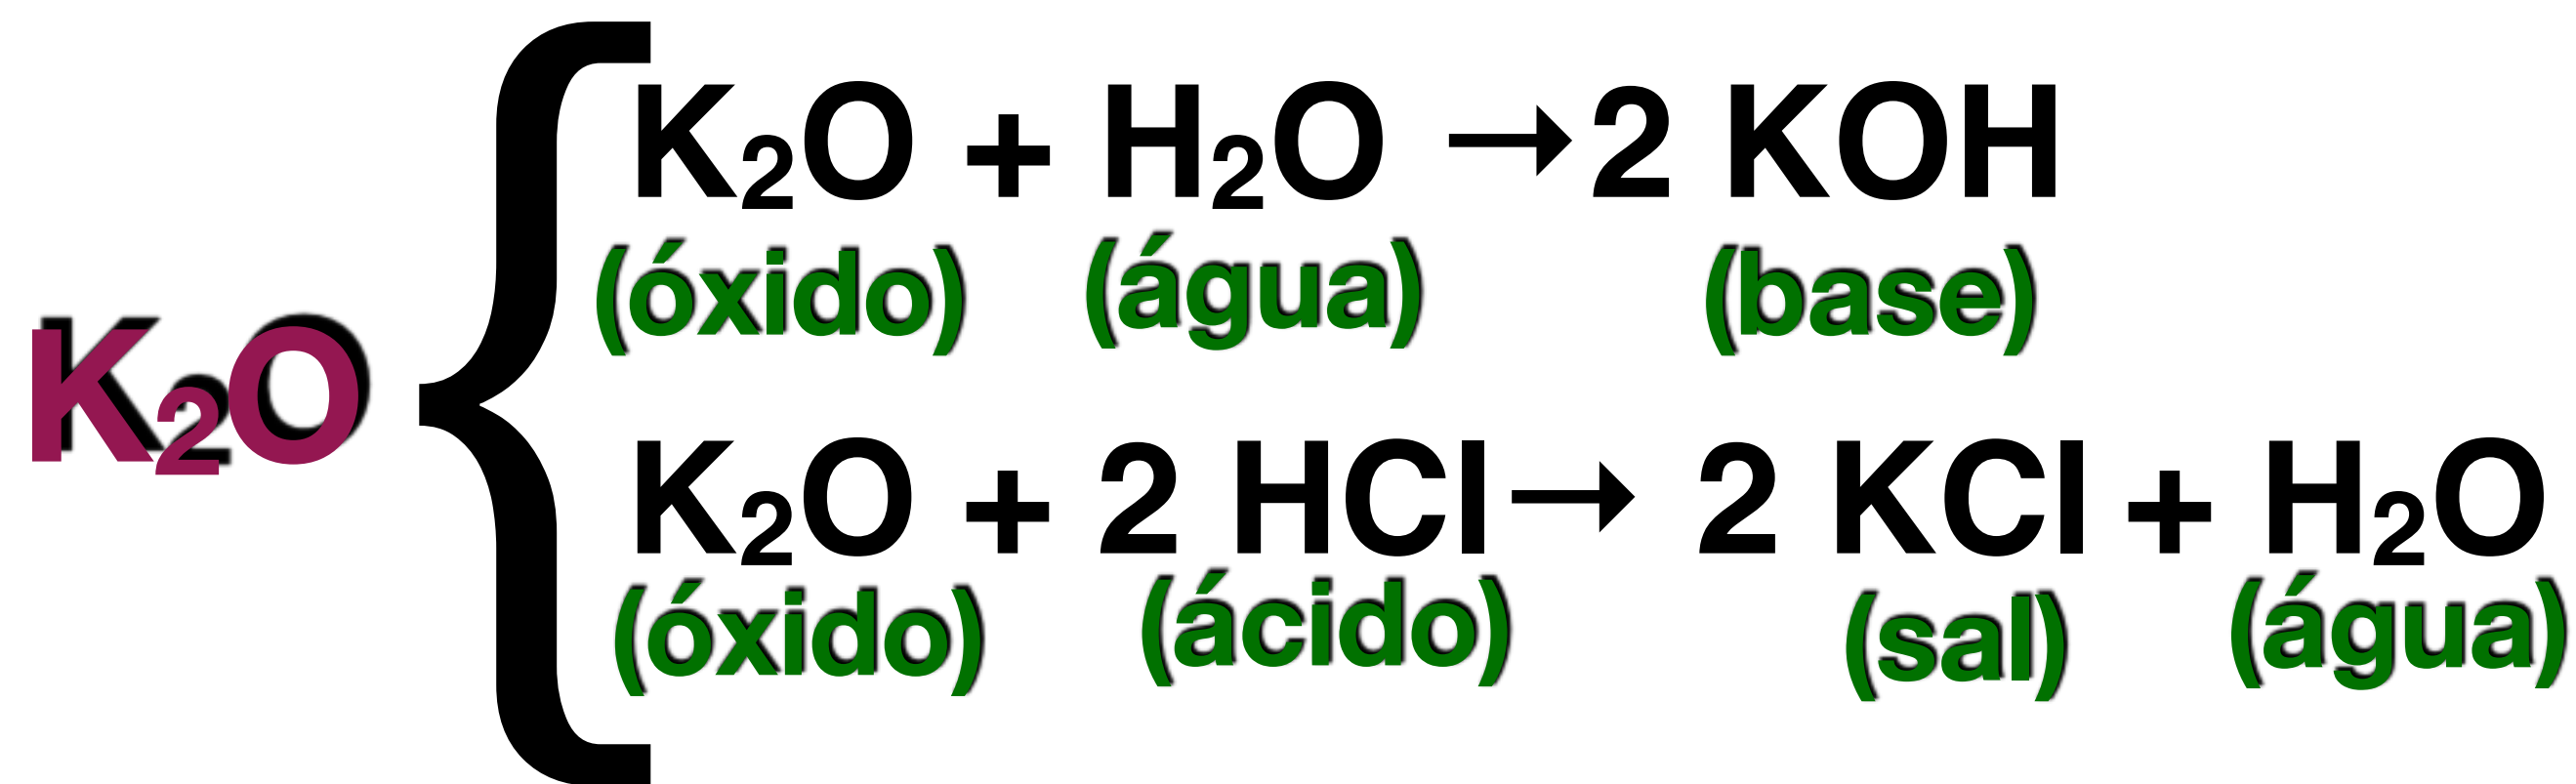 K₂O + H₂O → 2 KOH
(óxido) (água) (base)
K₂O
K₂O + 2 HCl → 2 KCl + H₂O
(óxido) (ácido) (sal) (água)